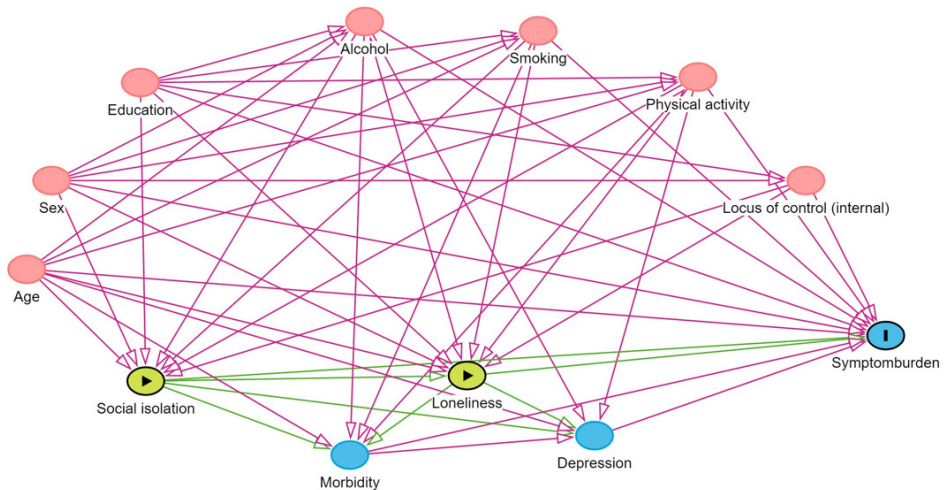 Alcohol
Smoking
Physical activity
Education
Sex
Locus of control (internal)
Age
Symptomburden
Social isolation
Loneliness
Depression
Morbidity